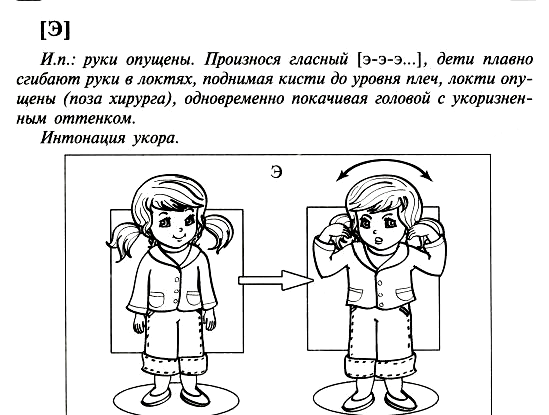 [Э]
И.п.: руки опущены. Произнося гласный [э-э-э...], дети плавно
сгибают руки в локтях, поднимая кисти до уровня плеч, локти опу-
щены (поза хирурга), одновременно покачивая головой с укоризнен-
ным оттенком.
Интонация укора.
Э